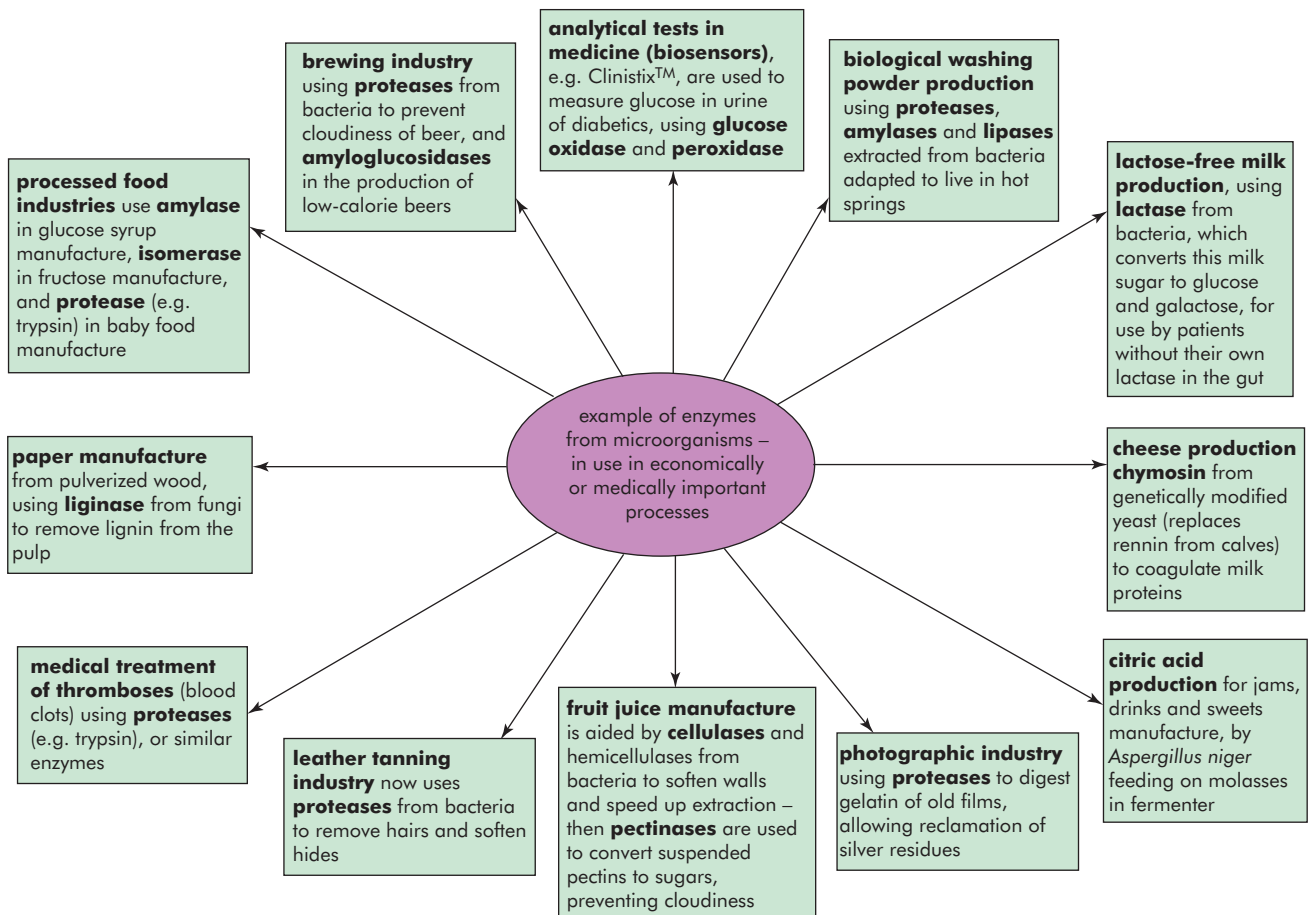 analytical tests in
medicine (biosensors),
e.g. Clinistix™, are used to
measure glucose in urine
of diabetics, using glucose
oxidase and peroxidase
brewing industry
using proteases from
bacteria to prevent
cloudiness of beer, and
amyloglucosidases
in the production of
low-calorie beers
biological washing
powder production
using proteases,
amylases and lipases
extracted from bacteria
adapted to live in hot
springs
processed food
industries use amylase
in glucose syrup
manufacture, isomerase
in fructose manufacture,
and protease (e.g.
trypsin) in baby food
manufacture
lactose-free milk
production, using
lactase from
bacteria, which
converts this milk
sugar to glucose
and galactose, for
use by patients
without their own
lactase in the gut
example of enzymes
from microorganisms –
in use in economically
or medically important
processes
paper manufacture
from pulverized wood,
using liginase from fungi
to remove lignin from the
pulp
cheese production
chymosin from
genetically modified
yeast (replaces
rennin from calves)
to coagulate milk
proteins
medical treatment
of thromboses (blood
clots) using proteases
(e.g. trypsin), or similar
enzymes
leather tanning
industry now uses
proteases from bacteria
to remove hairs and soften
hides
fruit juice manufacture
is aided by cellulases and
hemicellulases from
bacteria to soften walls
and speed up extraction –
then pectinases are used
to convert suspended
pectins to sugars,
preventing cloudiness
photographic industry
using proteases to digest
gelatin of old films,
allowing reclamation of
silver residues
citric acid
production for jams,
drinks and sweets
manufacture, by
Aspergillus niger
feeding on molasses
in fermenter